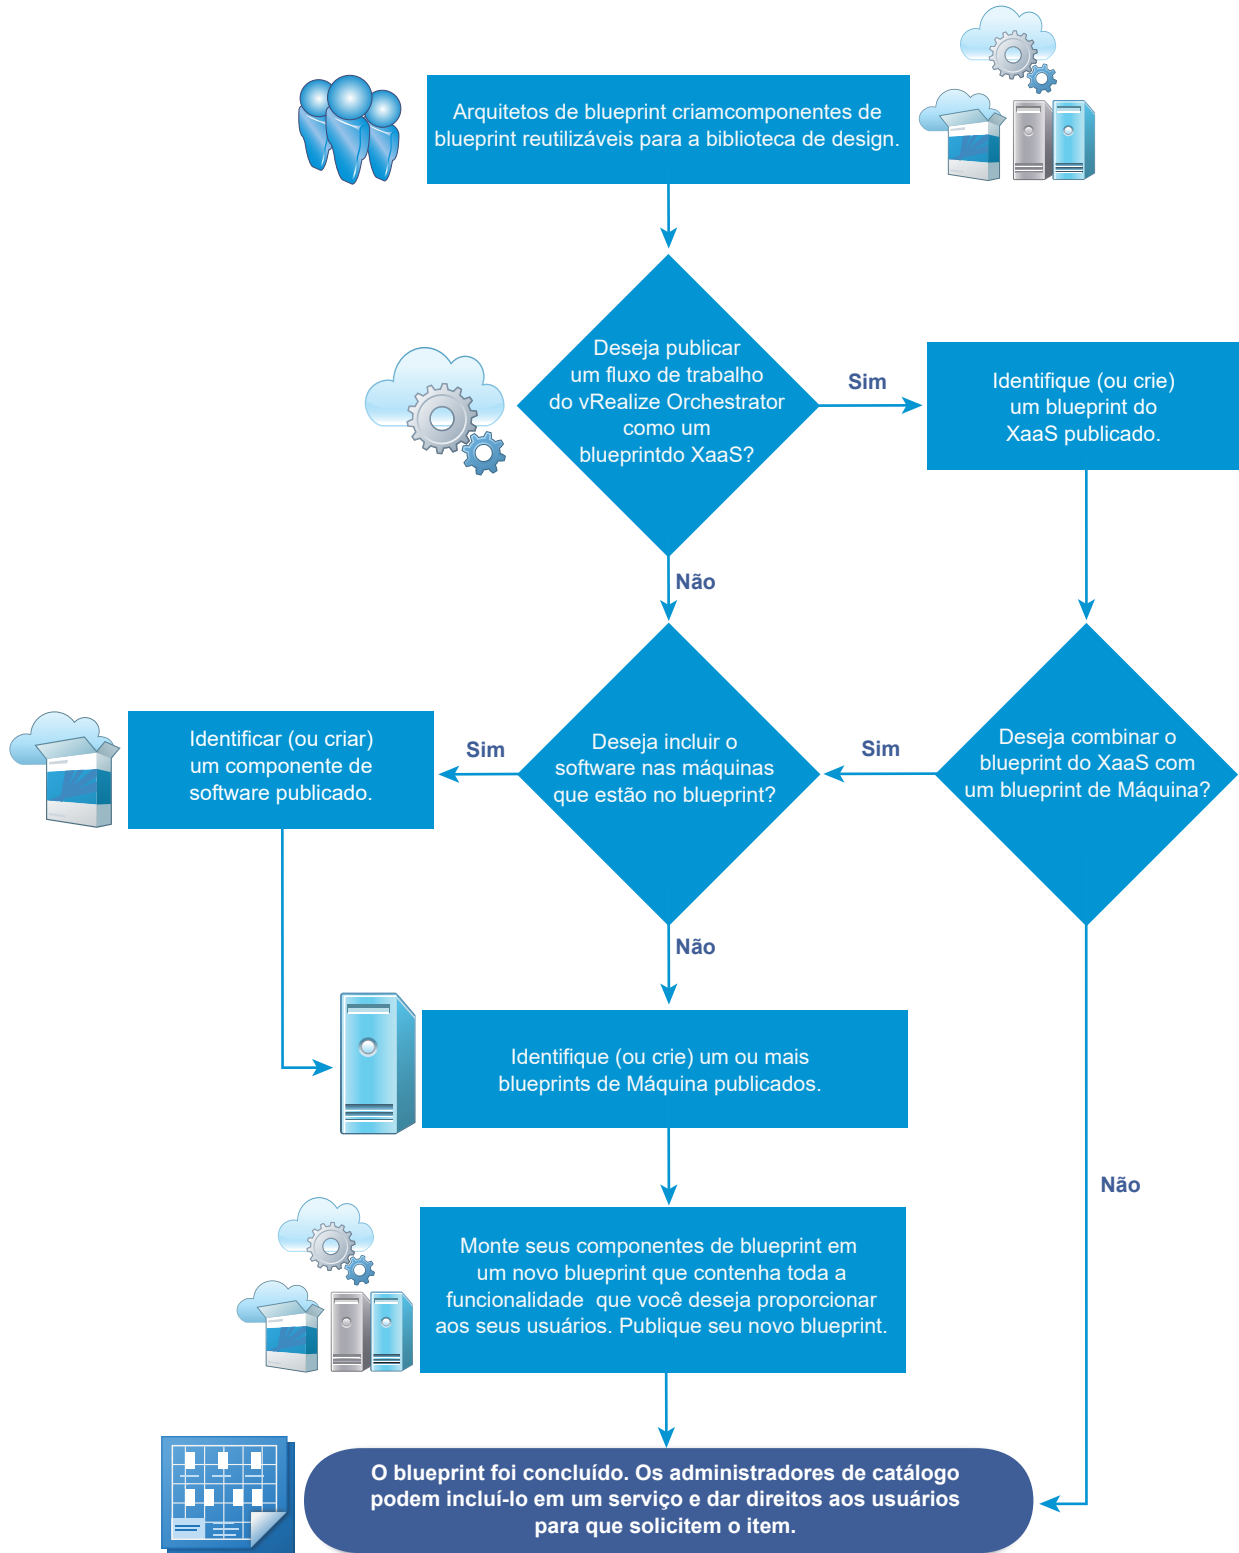 Arquitetos de blueprint criamcomponentes de
blueprint reutilizáveis para a biblioteca de design.
Deseja publicar
um fluxo de trabalho
do vRealize Orchestrator
como um
blueprintdo XaaS?
Sim
Identifique (ou crie)
um blueprint do
XaaS publicado.
Não
Identificar (ou criar)
um componente de
software publicado.
Sim
Deseja incluir o
software nas máquinas
que estão no blueprint?
Sim
Deseja combinar o
blueprint do XaaS com
um blueprint de Máquina?
Não
Identifique (ou crie) um ou mais
blueprints de Máquina publicados.
Não
Monte seus componentes de blueprint em
um novo blueprint que contenha toda a
funcionalidade que você deseja proporcionar
aos seus usuários. Publique seu novo blueprint.
O blueprint foi concluído. Os administradores de catálogo
podem incluí-lo em um serviço e dar direitos aos usuários
para que solicitem o item.